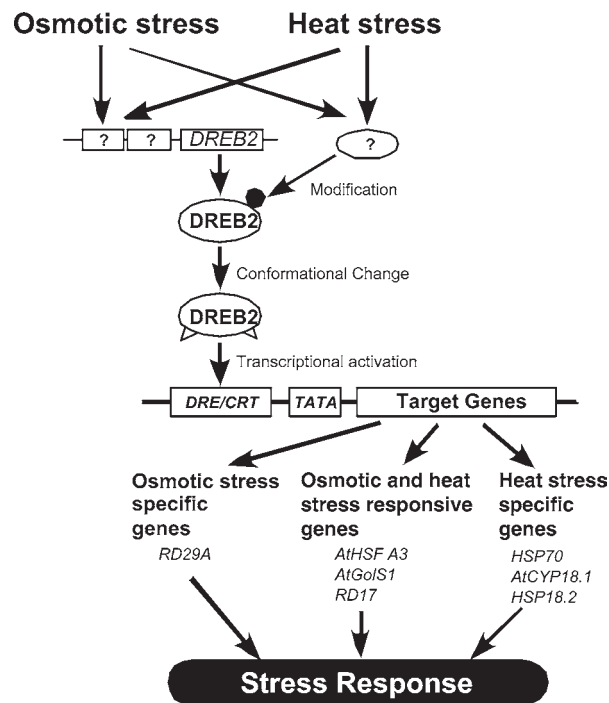 Osmotic stress Heat stress
? ? DREB2 ?
Modification
DREB2
Conformational Change
DREB2
Transcriptional activation
DRE/CRT TATA Target Genes
Osmotic stress
specific
genes
RD29A
Osmotic and heat
stress responsive
genes
AtHSF A3
AtGolS1
RD17
Heat stress
specific
genes
HSP70
AtCYP18.1
HSP18.2
Stress Response